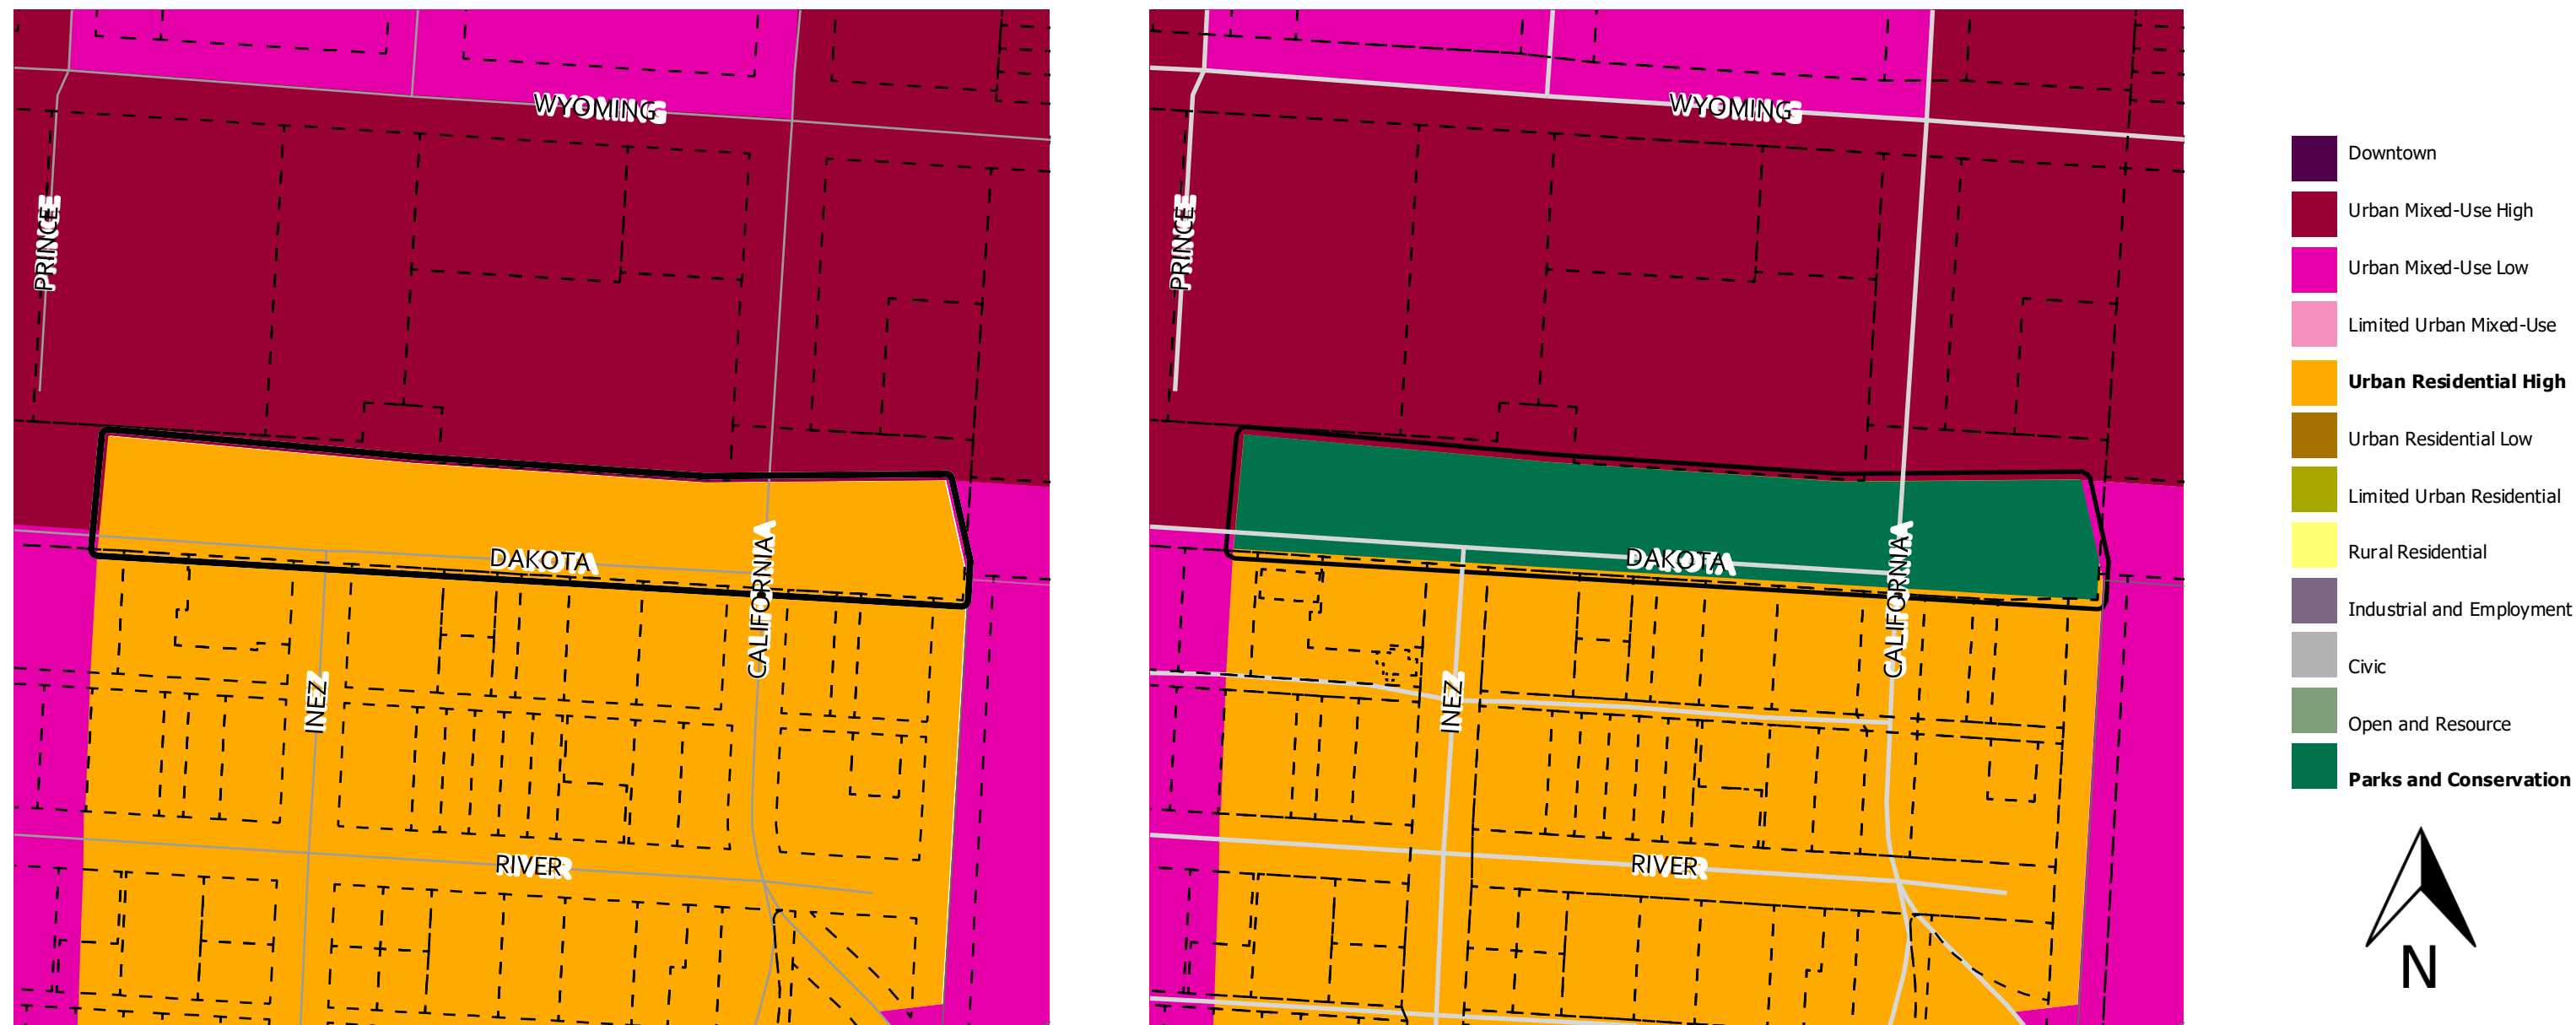 WYOMING
PRINCE
DAKOTA
CALIFORNIA
INEZ
RIVER
WYOMING
PRINCE
DAKOTA
CALIFORNIA
INEZ
RIVER
Downtown
Urban Mixed-Use High
Urban Mixed-Use Low
Limited Urban Mixed-Use
Urban Residential High
Urban Residential Low
Limited Urban Residential
Rural Residential
Industrial and Employment
Civic
Open and Resource
Parks and Conservation
N